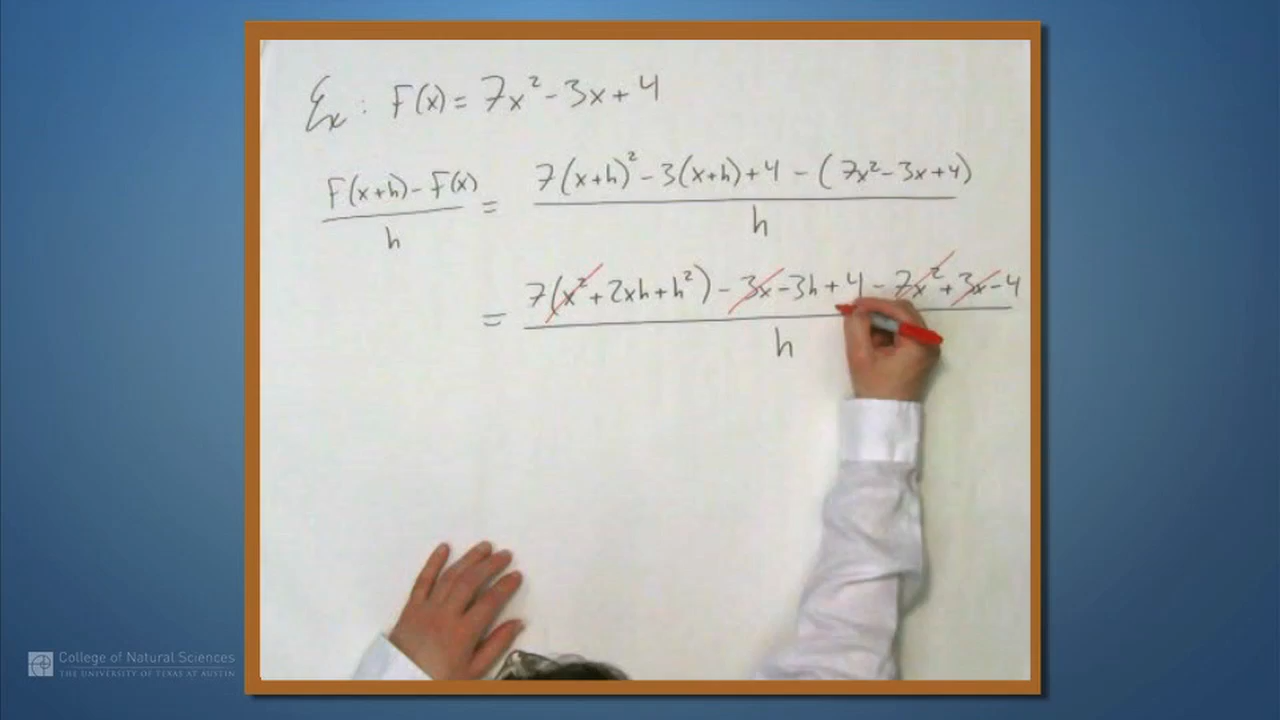 Ex: F(x) = 7x² - 3x + 4
F(x+h) - F(x) / h = 7(x+h)² - 3(x+h) + 4 - (7x² - 3x + 4) / h
= 7(x² + 2xh + h²) - 3x - 3h + 4 - 7x² + 3x - 4 / h
College of Natural Sciences
THE UNIVERSITY OF TEXAS AT AUSTIN